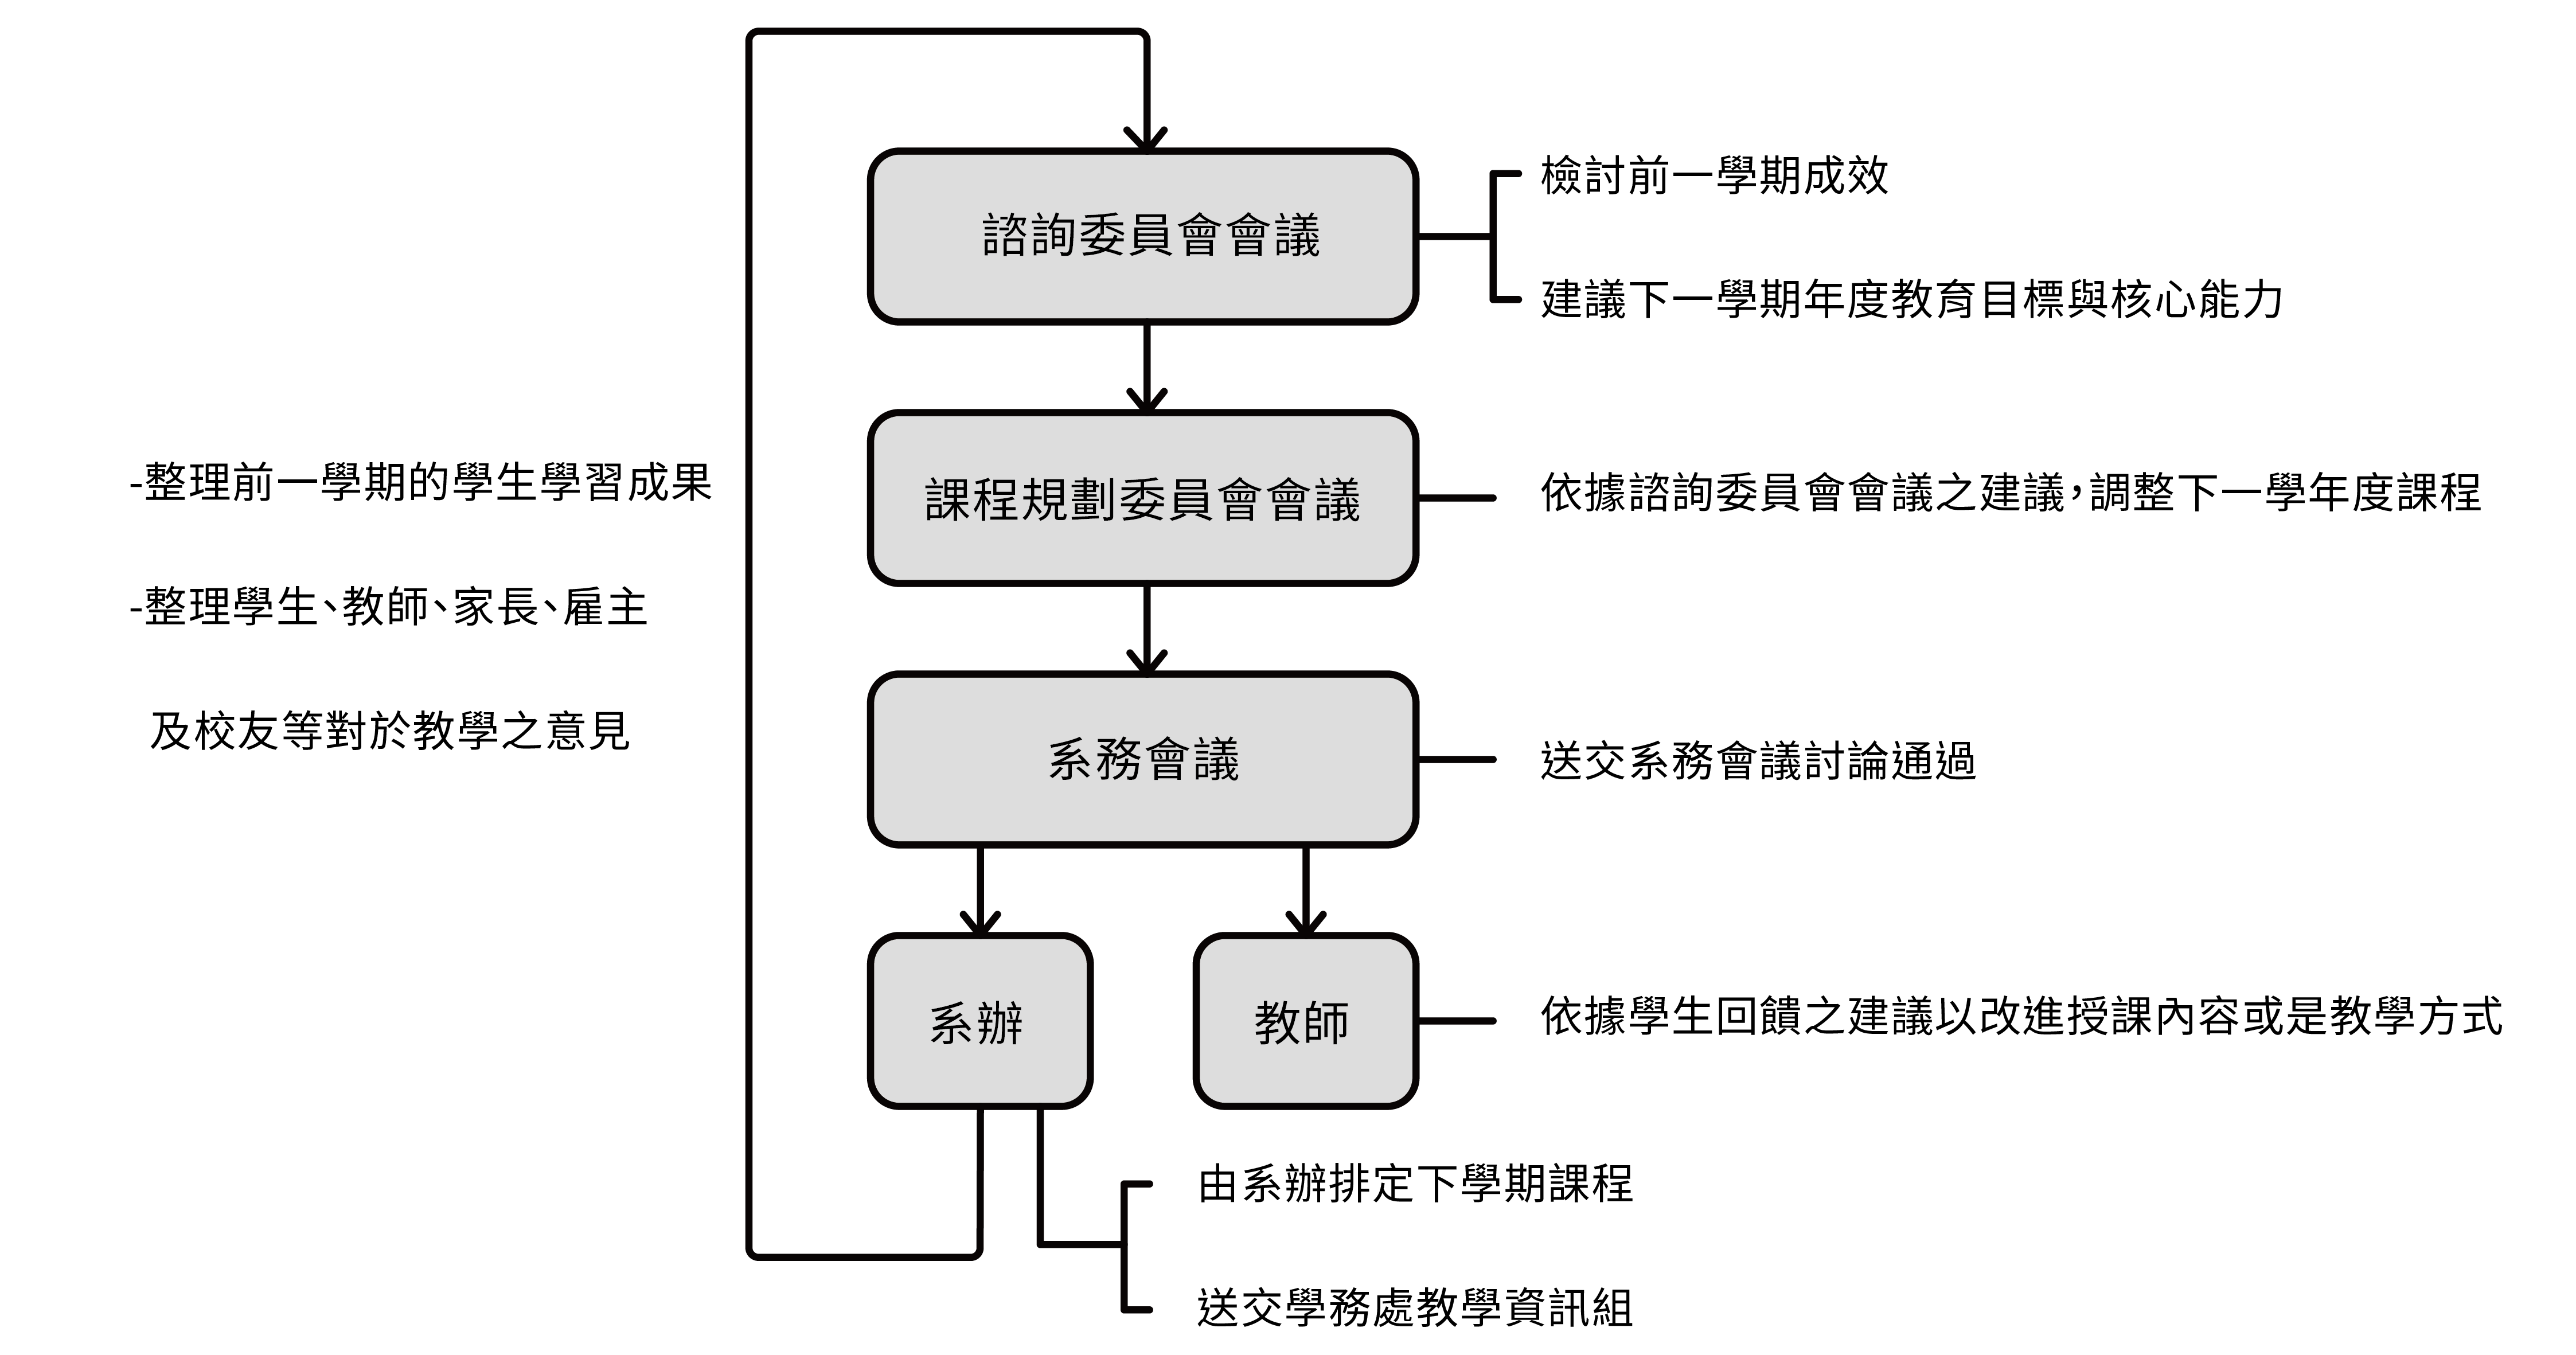 諮詢委員會會議
檢討前一學期成效
建議下一學期年度教育目標與核心能力
-整理前一學期的學生學習成果
-整理學生、教師、家長、雇主
及校友等對於教學之意見
課程規劃委員會會議
依據諮詢委員會會議之建議，調整下一學年度課程
系務會議
送交系務會議討論通過
系辦
教師
依據學生回饋之建議以改進授課內容或是教學方式
由系辦排定下學期課程
送交學務處教學資訊組